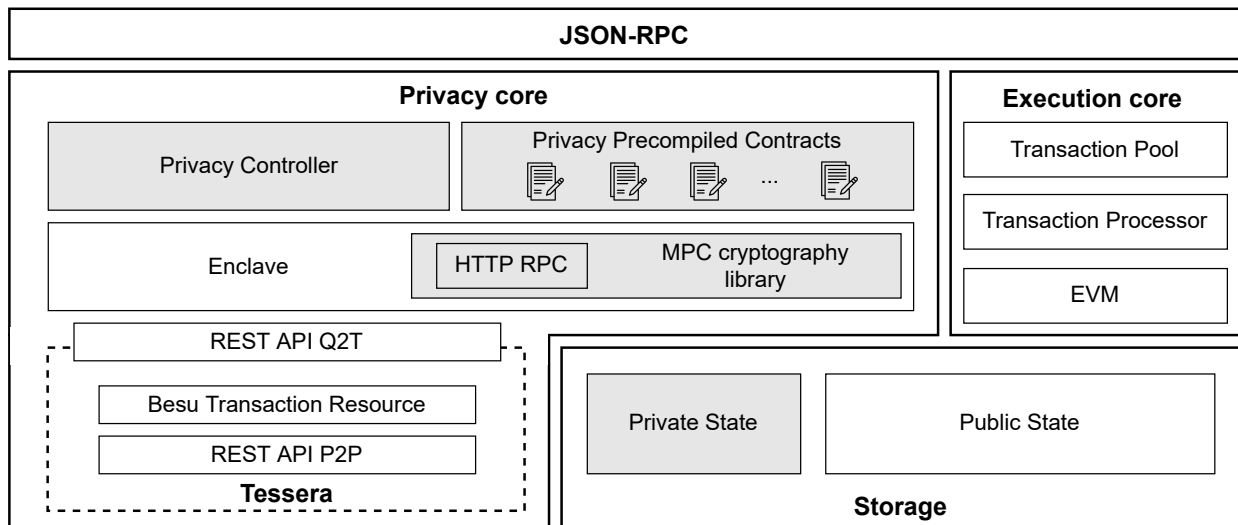 JSON-RPC
Privacy core
Privacy Controller
Privacy Precompiled Contracts
...
Enclave
HTTP RPC
MPC cryptography
library
REST API Q2T
Besu Transaction Resource
REST API P2P
Tessera
Execution core
Transaction Pool
Transaction Processor
EVM
Private State
Public State
Storage